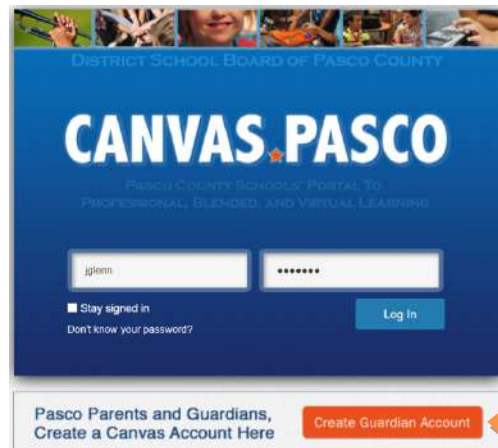 DISTRICT SCHOOL BOARD OF PASCO COUNTY
CANVAS.PASCO
PASCO COUNTY SCHOOLS' PORTAL TO
PROFESSIONAL, BLENDED, AND VIRTUAL LEARNING
jglenn •••••••
Stay signed in
Log In
Don't know your password?
Pasco Parents and Guardians,
Create a Canvas Account Here
Create Guardian Account